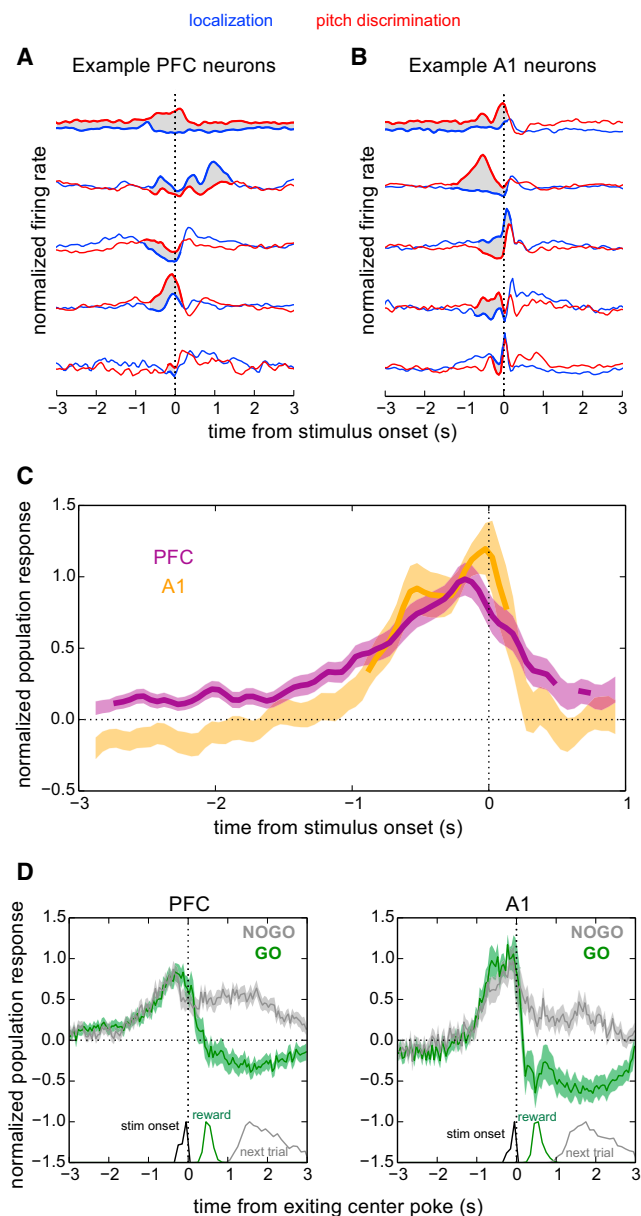 localization pitch discrimination
A Example PFC neurons
B Example A1 neurons
normalized firing rate
normalized firing rate
−3 −2 −1 0 1 2 3
−3 −2 −1 0 1 2 3
time from stimulus onset (s)
C
1.5
1.0
0.5
0.0
−0.5
normalized population response
PFC
A1
−3 −2 −1 0 1
time from stimulus onset (s)
D
PFC
A1
normalized population response
1.5
1.0
0.5
0.0
−0.5
−1.0
−1.5
NOGO
GO
stim onset
reward
next trial
−3 −2 −1 0 1 2 3
1.5
1.0
0.5
0.0
−0.5
−1.0
−1.5
NOGO
GO
stim onset
reward
next trial
−3 −2 −1 0 1 2 3
time from exiting center poke (s)